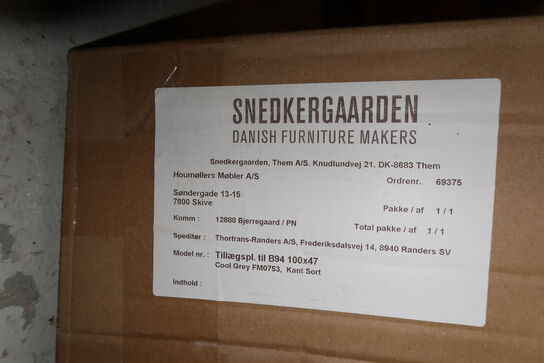 SNEDKERGAARDEN
DANISH FURNITURE MAKERS
Snedkergaarden, Them A/S. Knudlundvej 21. DK-8683 Them
Houmøllers Møbler A/S Ordrenr. 69375
Søndergade 13-15
7800 Skive Pakke / af 1 / 1
Komm : 12888 Bjerregaard / PN Total pakke / af 1 / 1
Speditør : Thortrans-Randers A/S, Frederiksdalsvej 14, 8940 Randers SV
Model nr. : Tillægspl. til B94 100x47
Cool Grey FM0753, Kant Sort
Indhold :